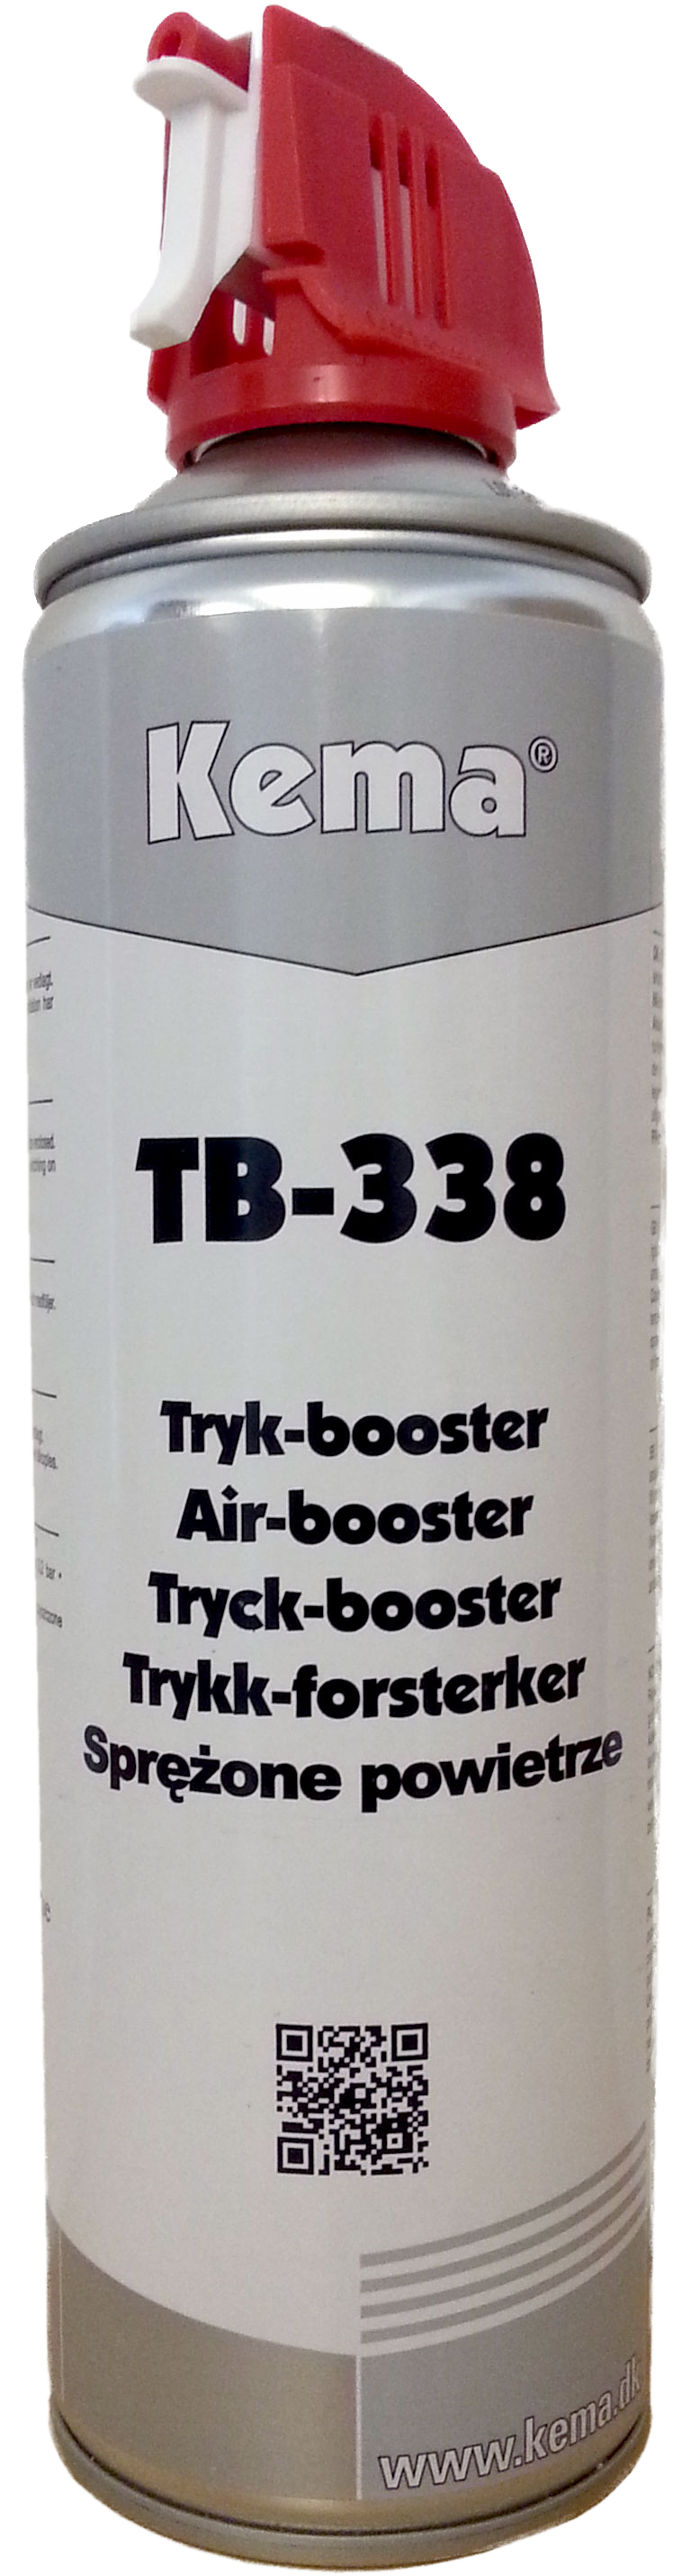 Kema®
TB-338
Tryk-booster
Air-booster
Tryck-booster
Trykk-forsterker
Sprężone powietrze
www.kema.dk